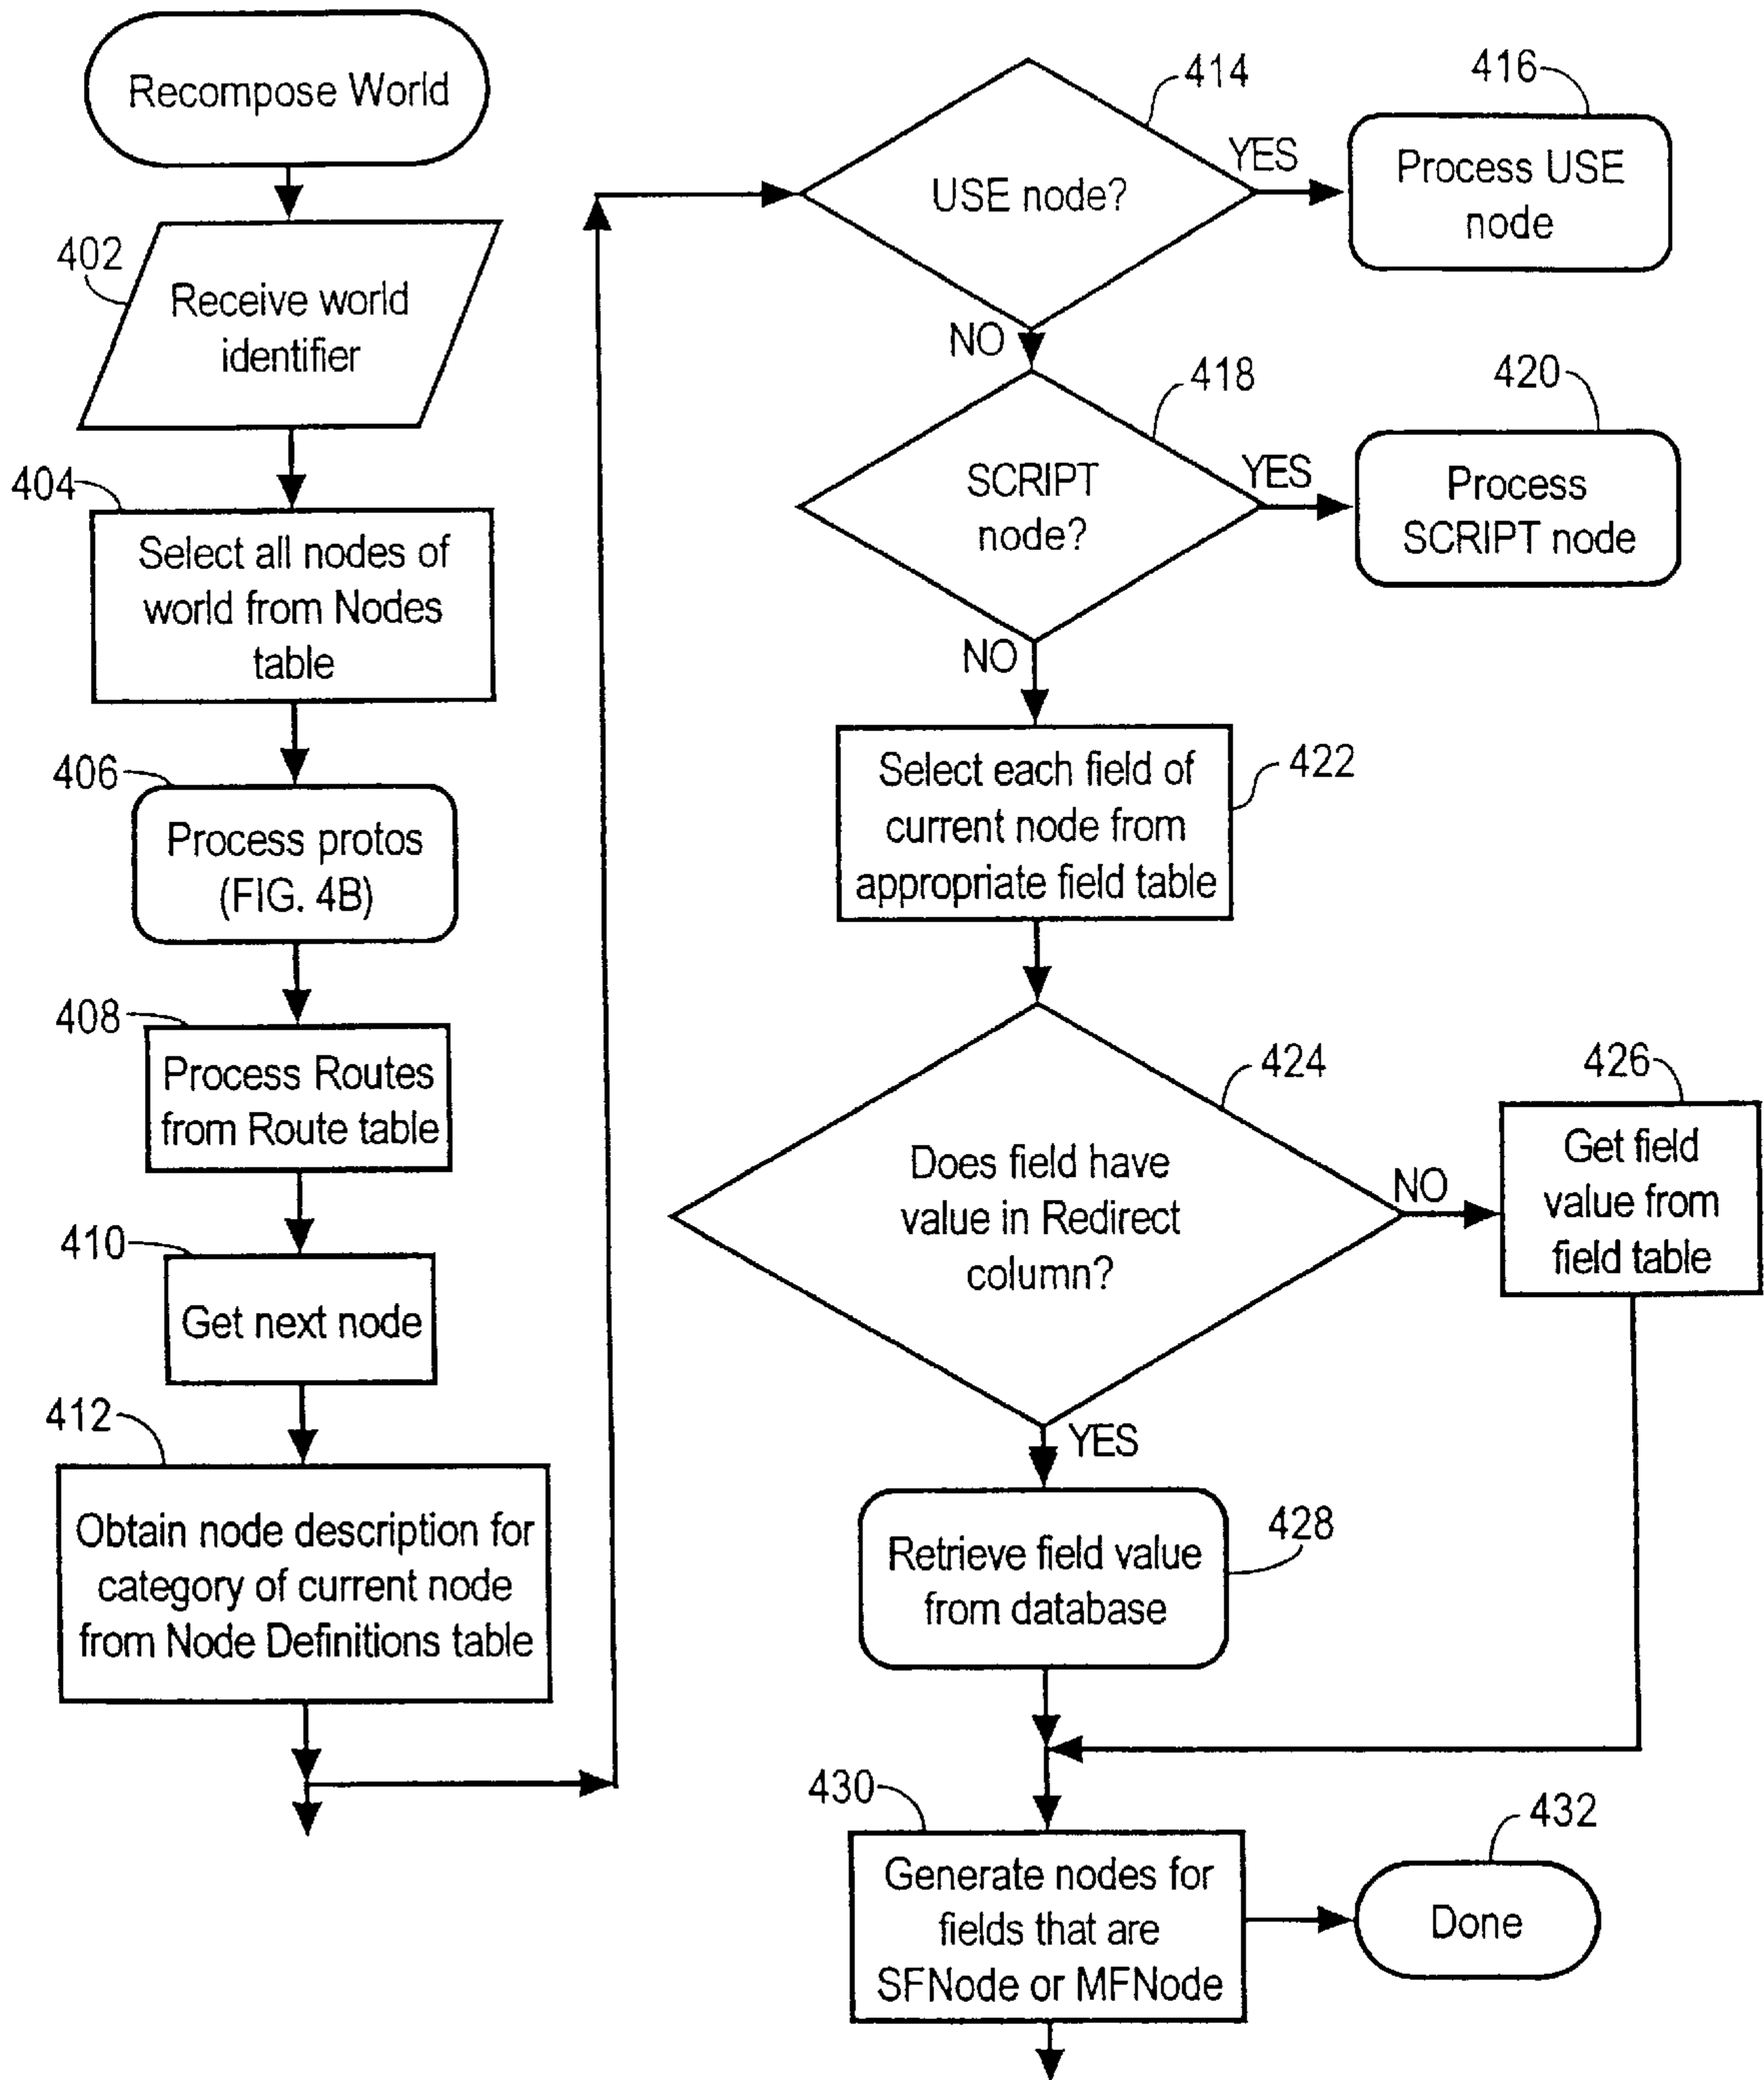 Recompose World
402
Receive world
identifier
404
Select all nodes of
world from Nodes
table
406
Process protos
(FIG. 4B)
408
Process Routes
from Route table
410
Get next node
412
Obtain node description for
category of current node
from Node Definitions table
414
USE node?
YES
416
Process USE
node
NO
418
SCRIPT
node?
YES
420
Process
SCRIPT node
NO
422
Select each field of
current node from
appropriate field table
424
Does field have
value in Redirect
column?
NO
426
Get field
value from
field table
YES
428
Retrieve field value
from database
430
Generate nodes for
fields that are
SFNode or MFNode
432
Done